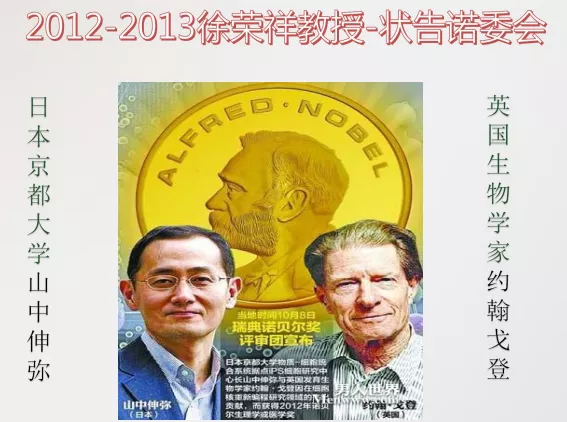 2012-2013徐荣祥教授-状告诺委会
日本京都大学山中伸弥
英国生物学家约翰戈登
ALFRED·NOBEL
当地时间10月8日
瑞典诺贝尔奖
评审团宣布
日本京都大学物质-细胞统
合系统据点iPS细胞研究中
心长山中伸弥与英国发育生
物学家约翰·戈登因在细胞
核重新编程研究领域的
贡献，而获得2012年诺贝
尔生理学或医学奖
山中伸弥
（日本）
约翰·戈登
（英国）
男人世界